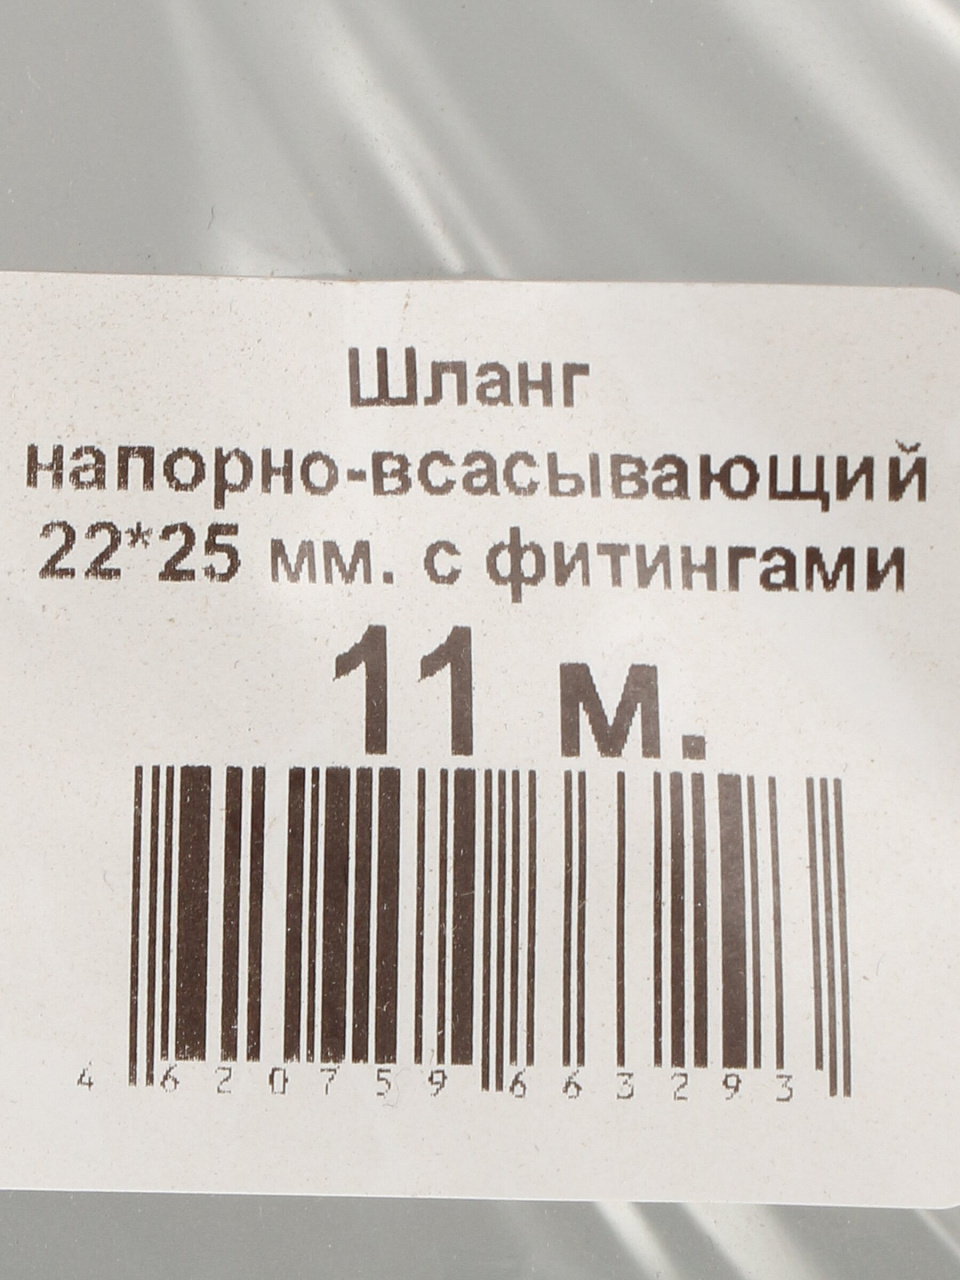 Шланг
напорно-всасывающий
22*25 мм. с фитингами
11 м.
4 620759 663293